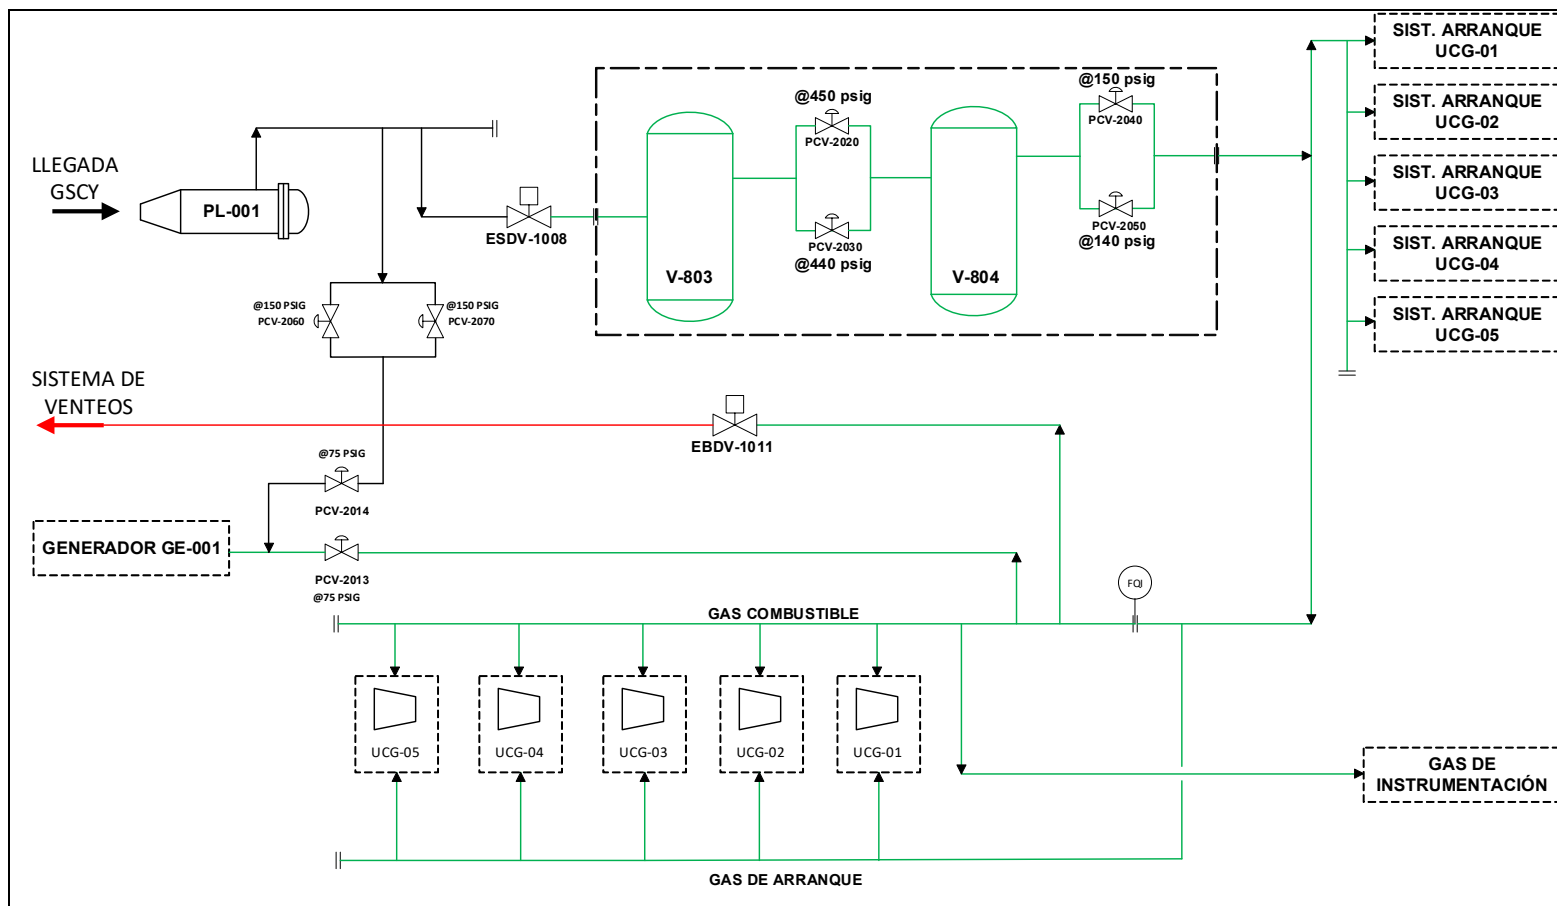 LLEGADA
GSCY
PL-001
ESDV-1008
@450 psig
PCV-2020
PCV-2030
@440 psig
V-803
V-804
@150 psig
PCV-2040
PCV-2050
@140 psig
SIST. ARRANQUE
UCG-01
SIST. ARRANQUE
UCG-02
SIST. ARRANQUE
UCG-03
SIST. ARRANQUE
UCG-04
SIST. ARRANQUE
UCG-05
@150 PSIG
PCV-2060
@150 PSIG
PCV-2070
SISTEMA DE
VENTEOS
EBDV-1011
@75 PSIG
PCV-2014
GENERADOR GE-001
PCV-2013
@75 PSIG
FQI
GAS COMBUSTIBLE
UCG-05
UCG-04
UCG-03
UCG-02
UCG-01
GAS DE
INSTRUMENTACIÓN
GAS DE ARRANQUE